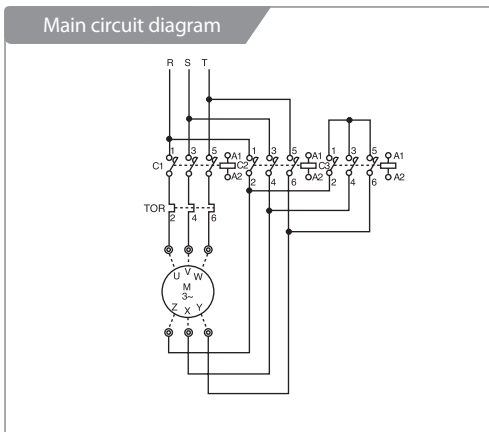 Main circuit diagram
R S T
1 3 5 A1 1 3 5 A1 1 3 5 A1
C1 C2 C3
A2 2 4 6 A2 2 4 6 A2
TOR 2 4 6
U V W
M
3~
Z X Y